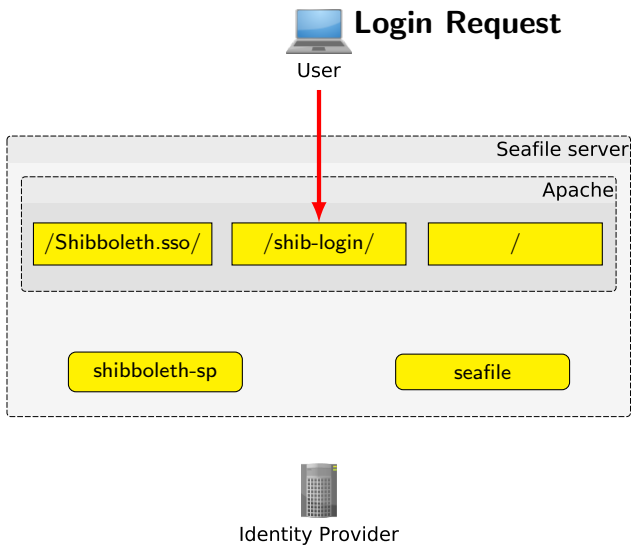 Login Request
User
Seafile server
Apache
/Shibboleth.sso/
/shib-login/
/
shibboleth-sp
seafile
Identity Provider